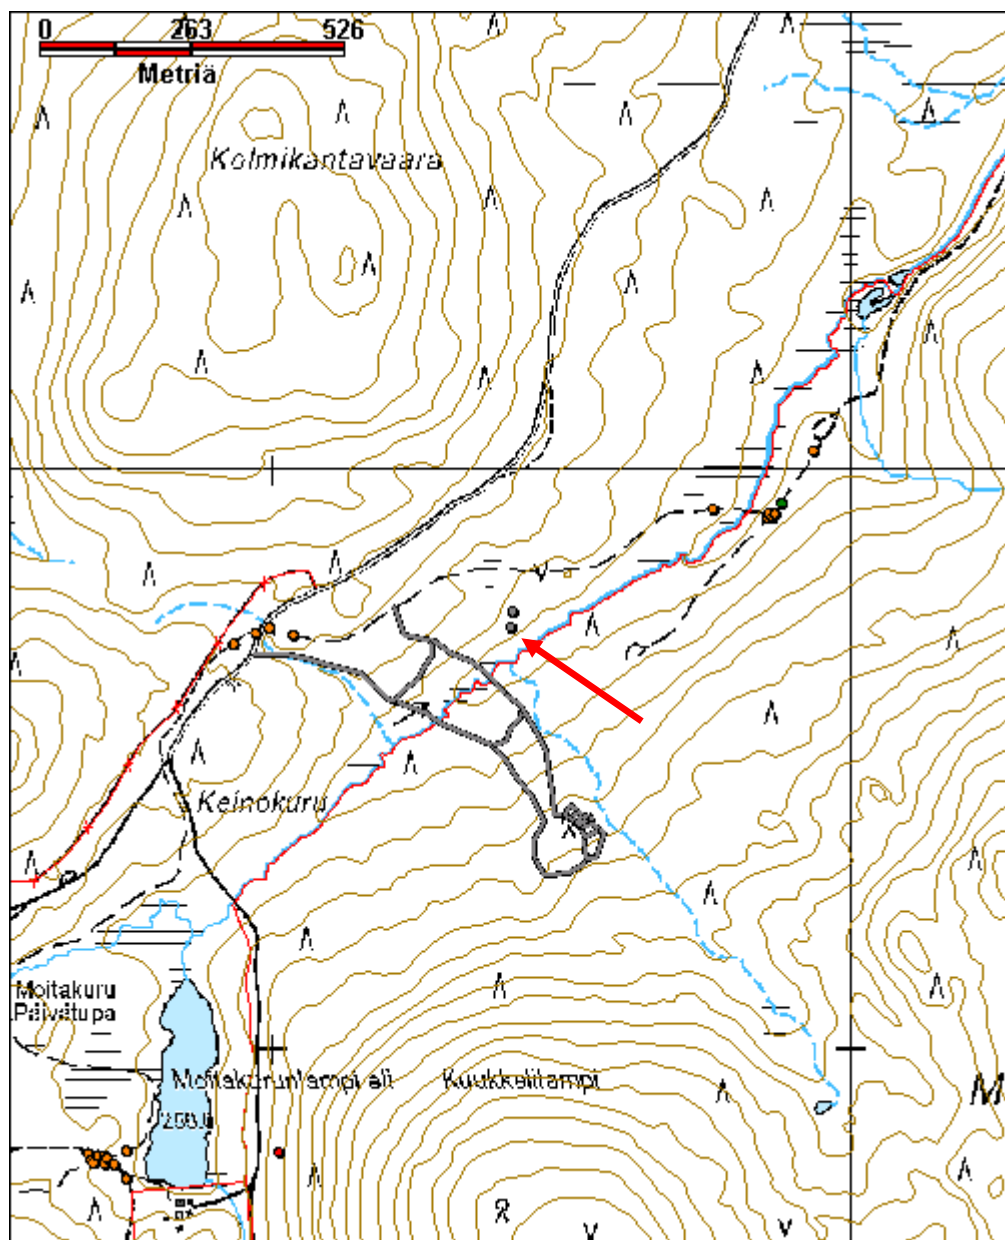 0 263 526
Metriä
Kolmikantavaara
Keinokuru
Moitakuru
Päivätupa
Moitakurunlampi eli Kuukkelilampi
M